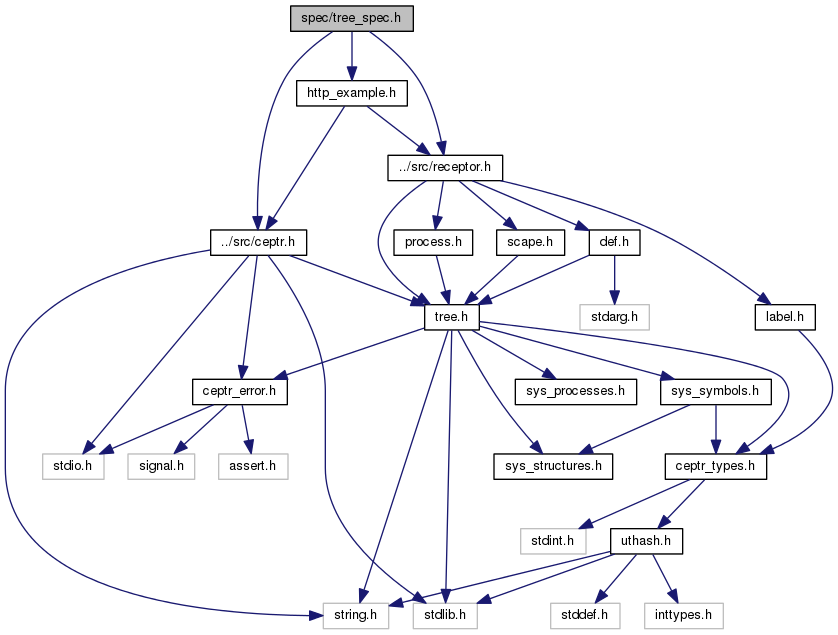 spec/tree_spec.h
http_example.h
../src/receptor.h
../src/ceptr.h
process.h
scape.h
def.h
tree.h
stdarg.h
label.h
ceptr_error.h
sys_processes.h
sys_symbols.h
stdio.h
signal.h
assert.h
sys_structures.h
ceptr_types.h
stdint.h
uthash.h
string.h
stdlib.h
stddef.h
inttypes.h